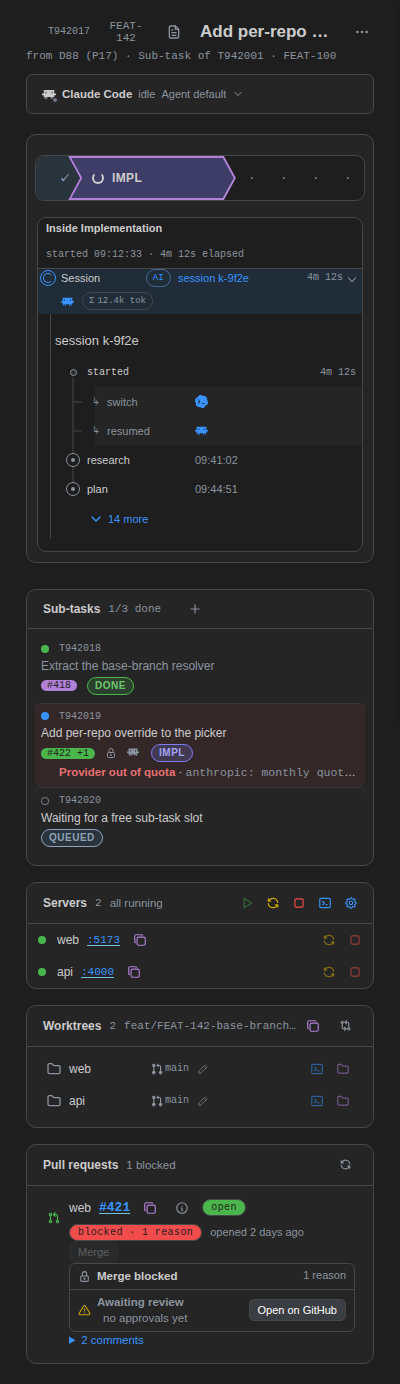 T942017 FEAT-142 Add per-repo … ···
from D88 (P17) · Sub-task of T942001 · FEAT-100
Claude Code idle Agent default
✓ IMPL
Inside Implementation
started 09:12:33 · 4m 12s elapsed
Session AI session k-9f2e 4m 12s
Σ 12.4k tok
session k-9f2e
started 4m 12s
↳ switch
↳ resumed
research 09:41:02
plan 09:44:51
14 more
Sub-tasks 1/3 done
T942018
Extract the base-branch resolver
#418 DONE
T942019
Add per-repo override to the picker
#422 +1 IMPL
Provider out of quota · anthropic: monthly quot…
T942020
Waiting for a free sub-task slot
QUEUED
Servers 2 all running
web :5173
api :4000
Worktrees 2 feat/FEAT-142-base-branch…
web main
api main
Pull requests 1 blocked
web #421 open
blocked · 1 reason opened 2 days ago
Merge
Merge blocked 1 reason
Awaiting review
no approvals yet
Open on GitHub
2 comments